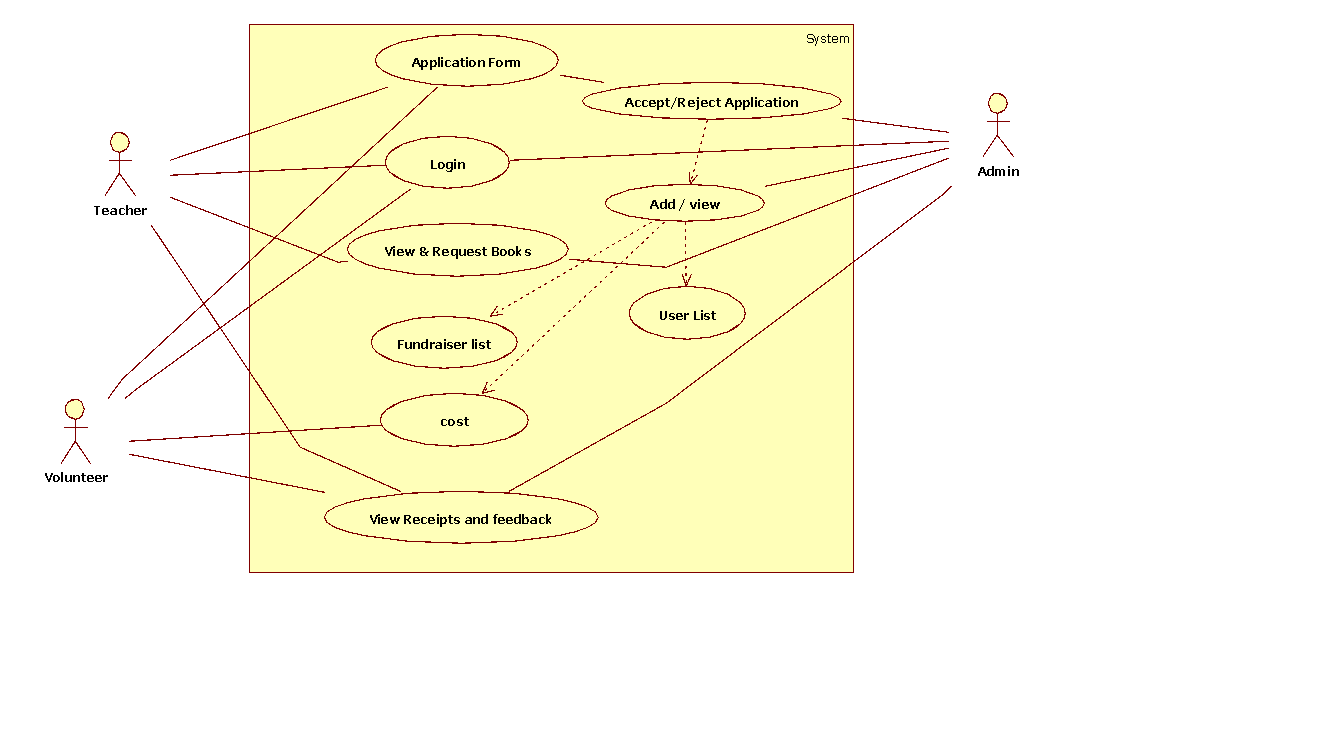 System
Application Form
Accept/Reject Application
Login
Admin
Teacher
Add / view
View & Request Books
User List
Fundraiser list
cost
Volunteer
View Receipts and feedback